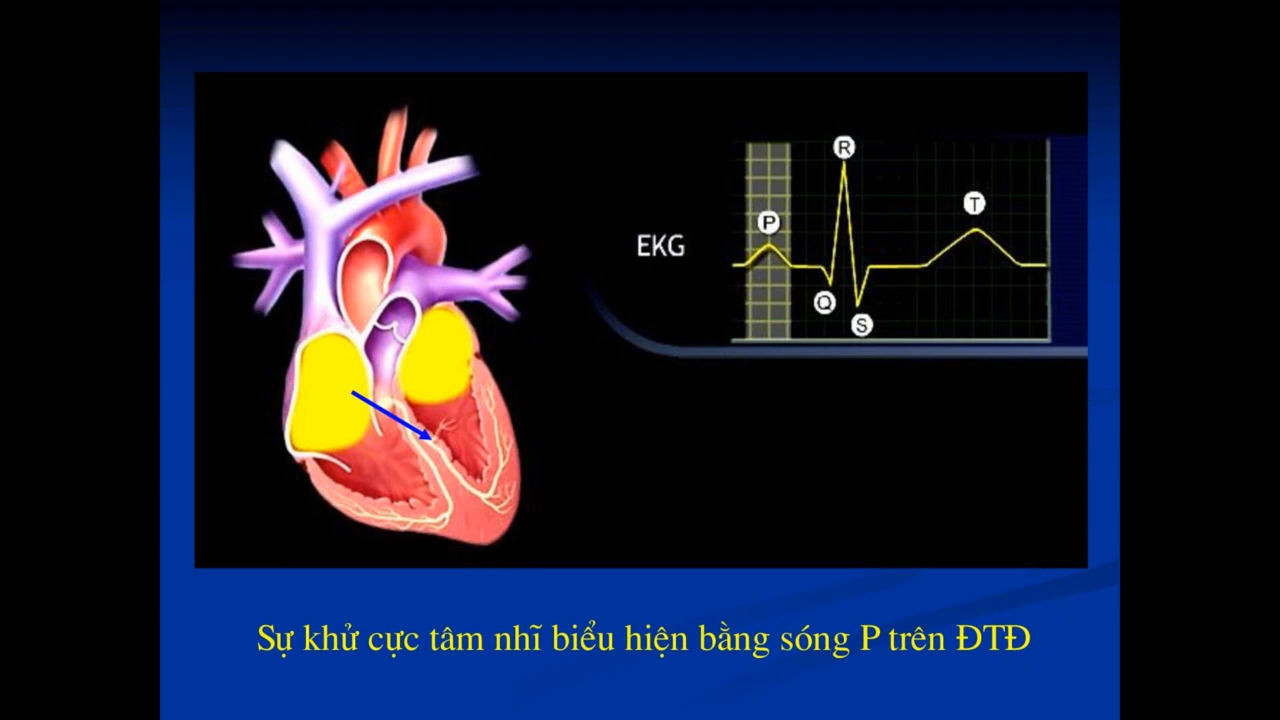 R
P
T
EKG
Q
S
Sự khử cực tâm nhĩ biểu hiện bằng sóng P trên ĐTĐ